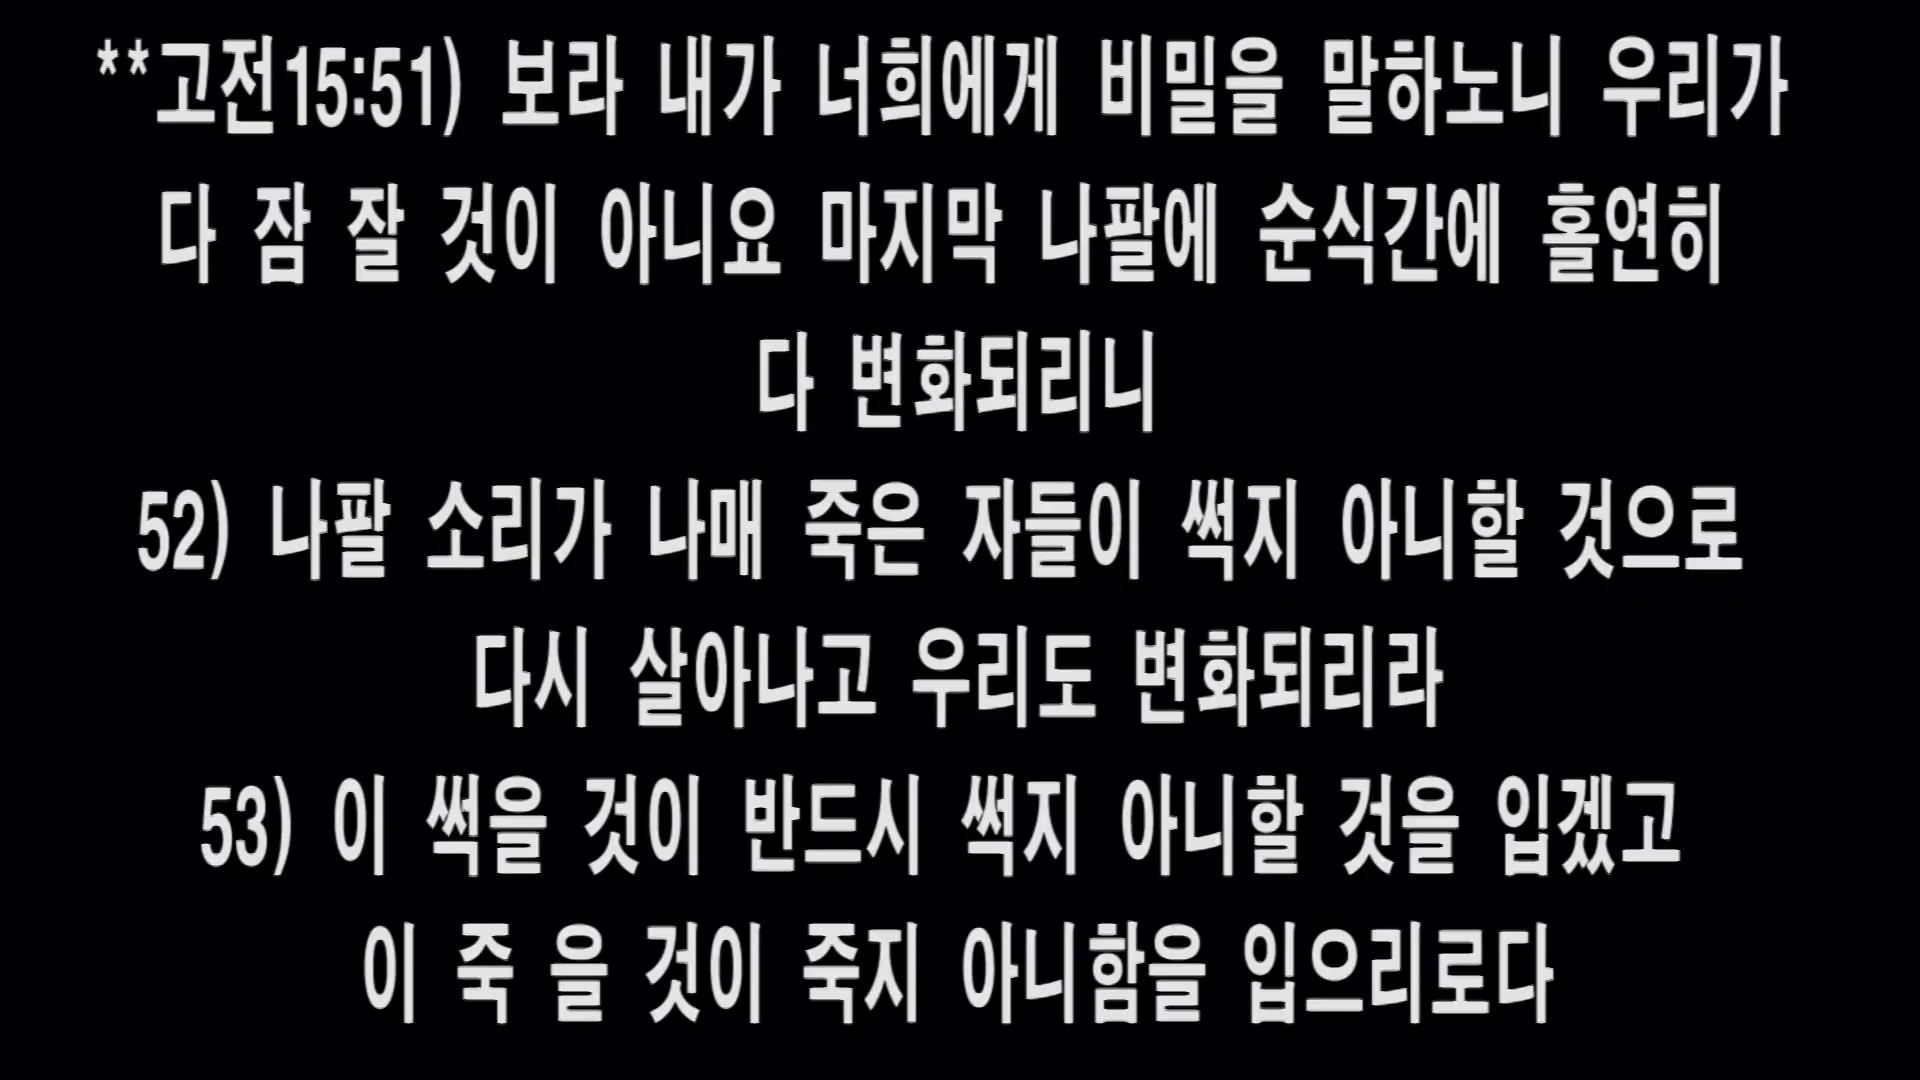 **고전15:51) 보라 내가 너희에게 비밀을 말하노니 우리가
다 잠 잘 것이 아니요 마지막 나팔에 순식간에 홀연히
다 변화되리니
52) 나팔 소리가 나매 죽은 자들이 썩지 아니할 것으로
다시 살아나고 우리도 변화되리라
53) 이 썩을 것이 반드시 썩지 아니할 것을 입겠고
이 죽 을 것이 죽지 아니함을 입으리로다